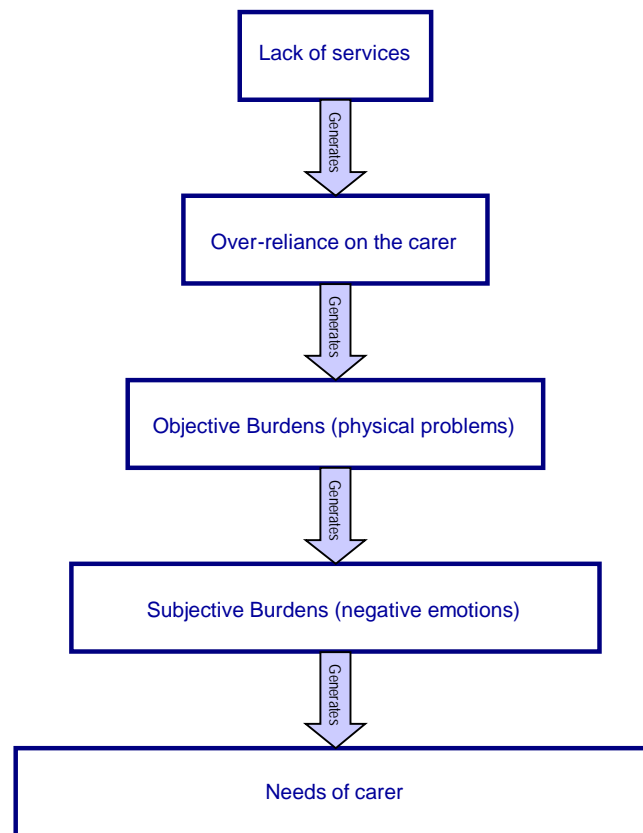 Lack of services
Generates
Over-reliance on the carer
Generates
Objective Burdens (physical problems)
Generates
Subjective Burdens (negative emotions)
Generates
Needs of carer